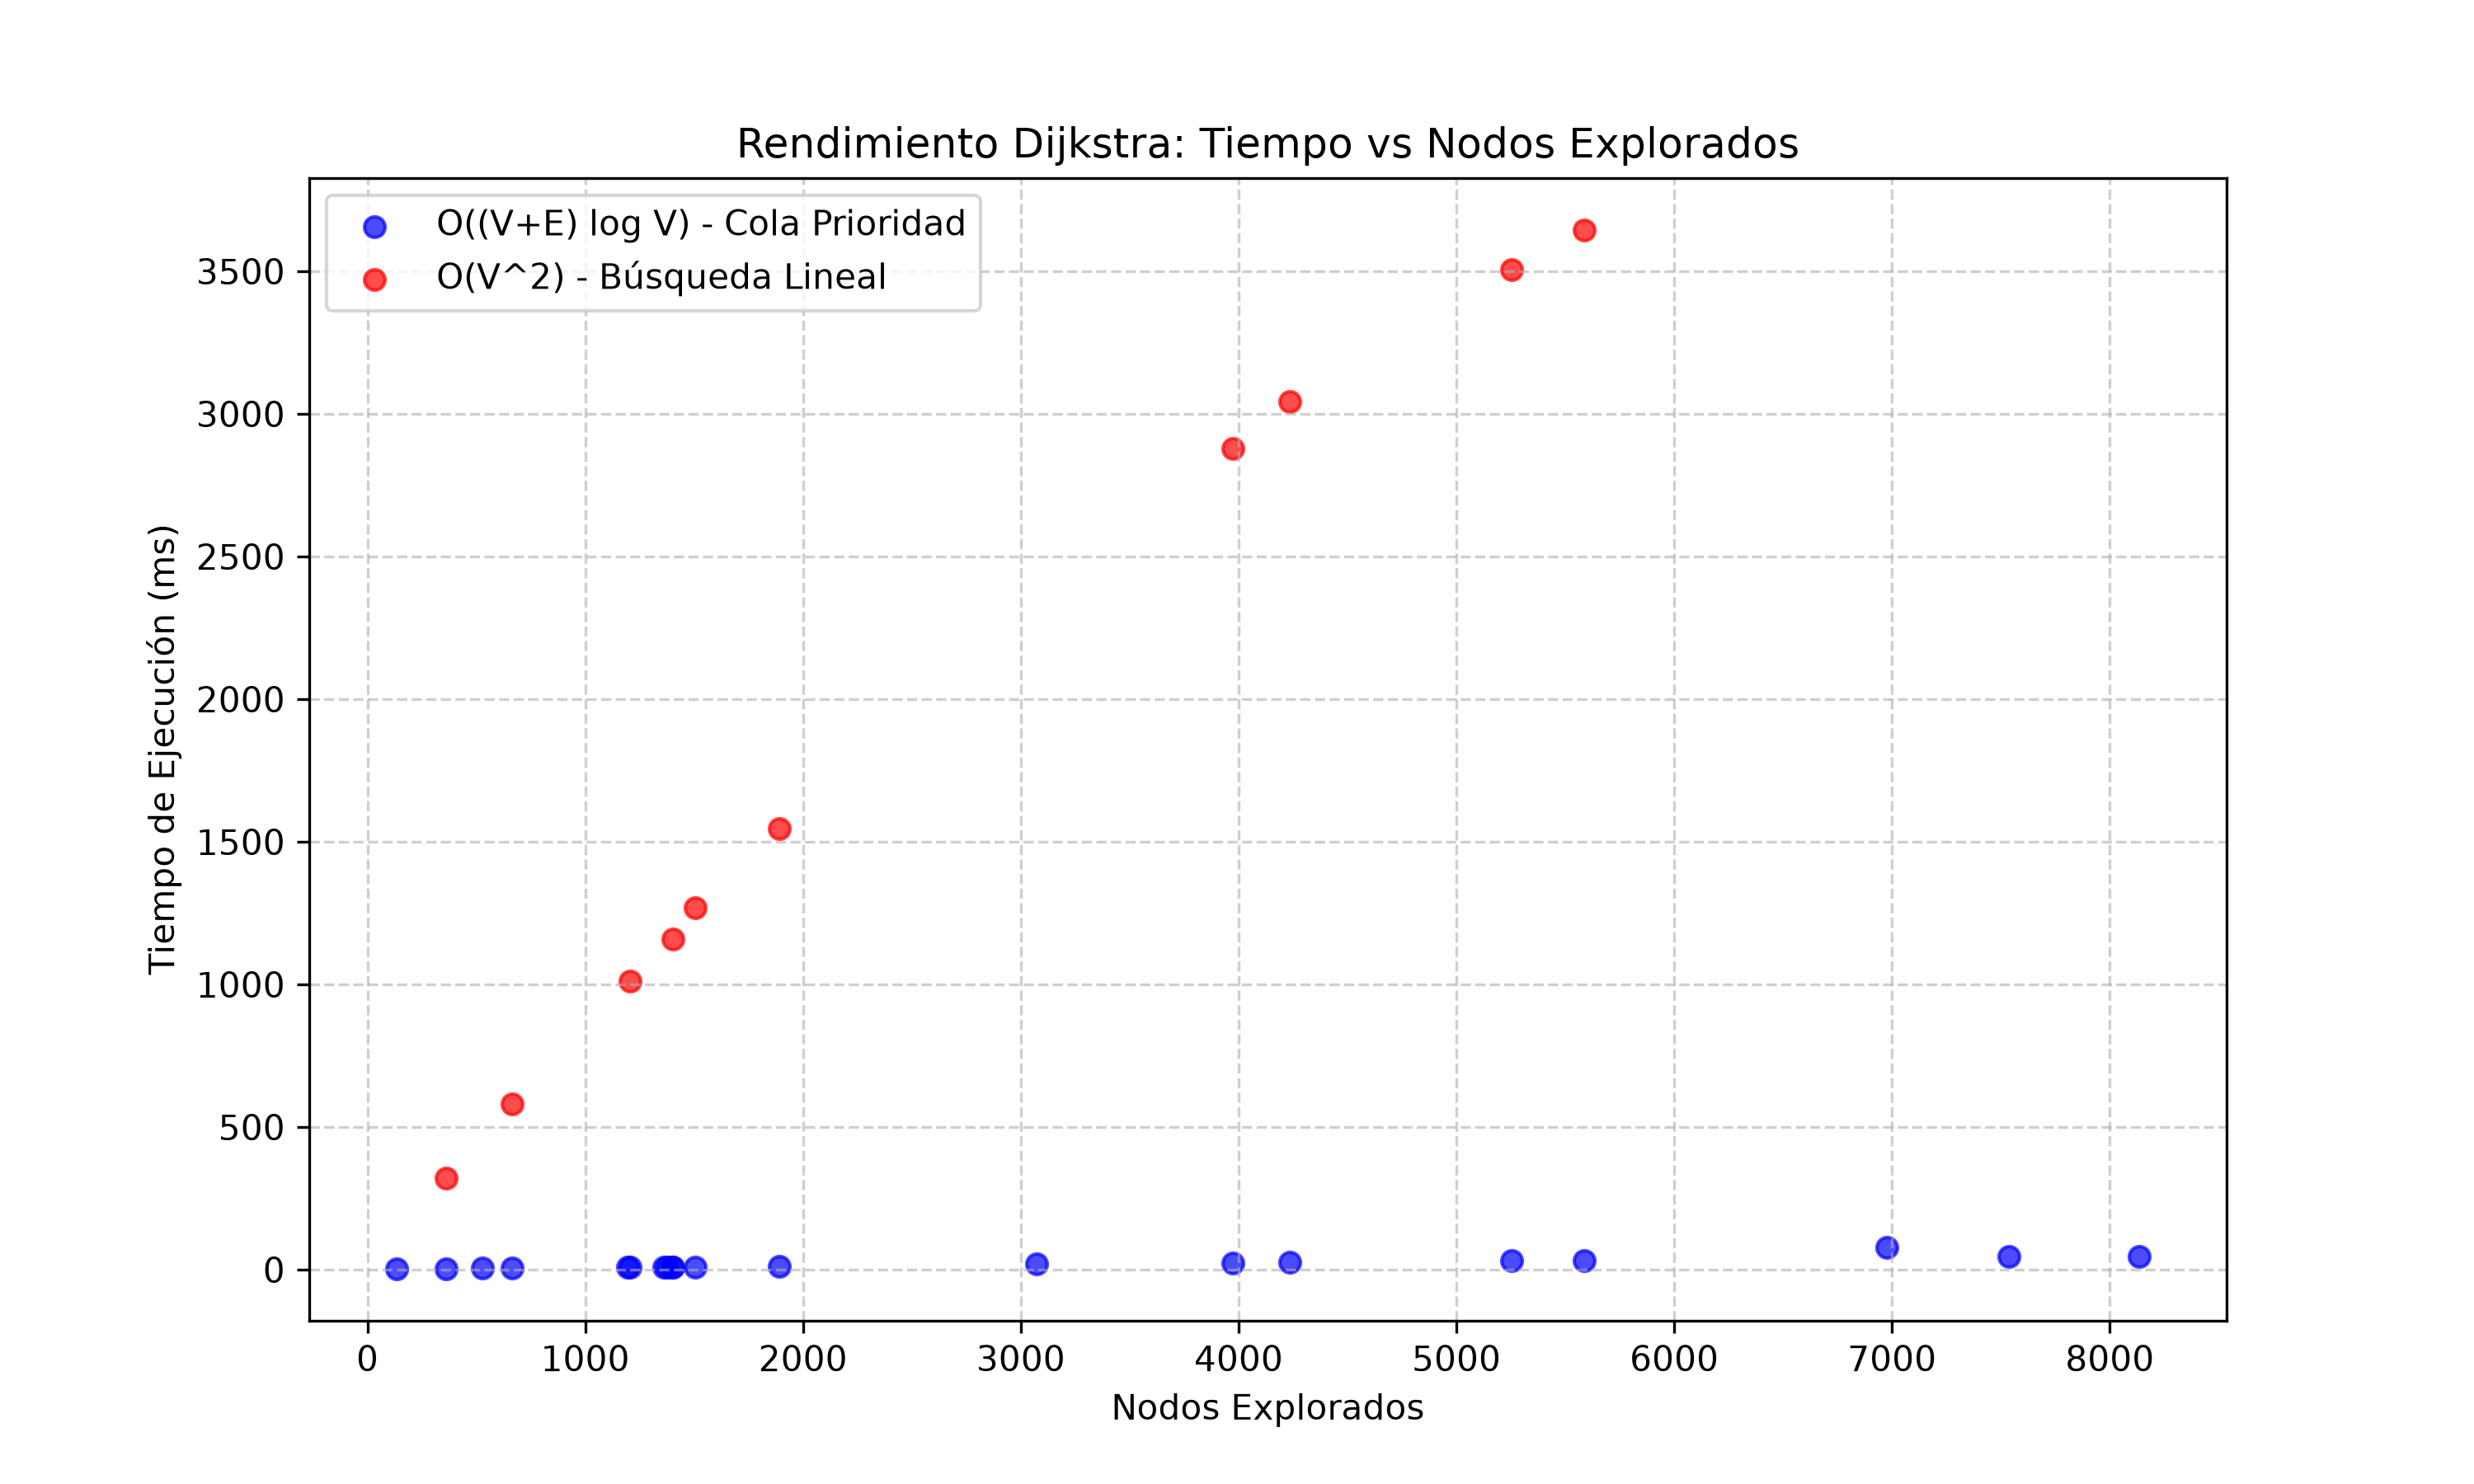 Rendimiento Dijkstra: Tiempo vs Nodos Explorados
O((V+E) log V) - Cola Prioridad
O(V^2) - Búsqueda Lineal
Tiempo de Ejecución (ms)
3500
3000
2500
2000
1500
1000
500
0
0 1000 2000 3000 4000 5000 6000 7000 8000
Nodos Explorados